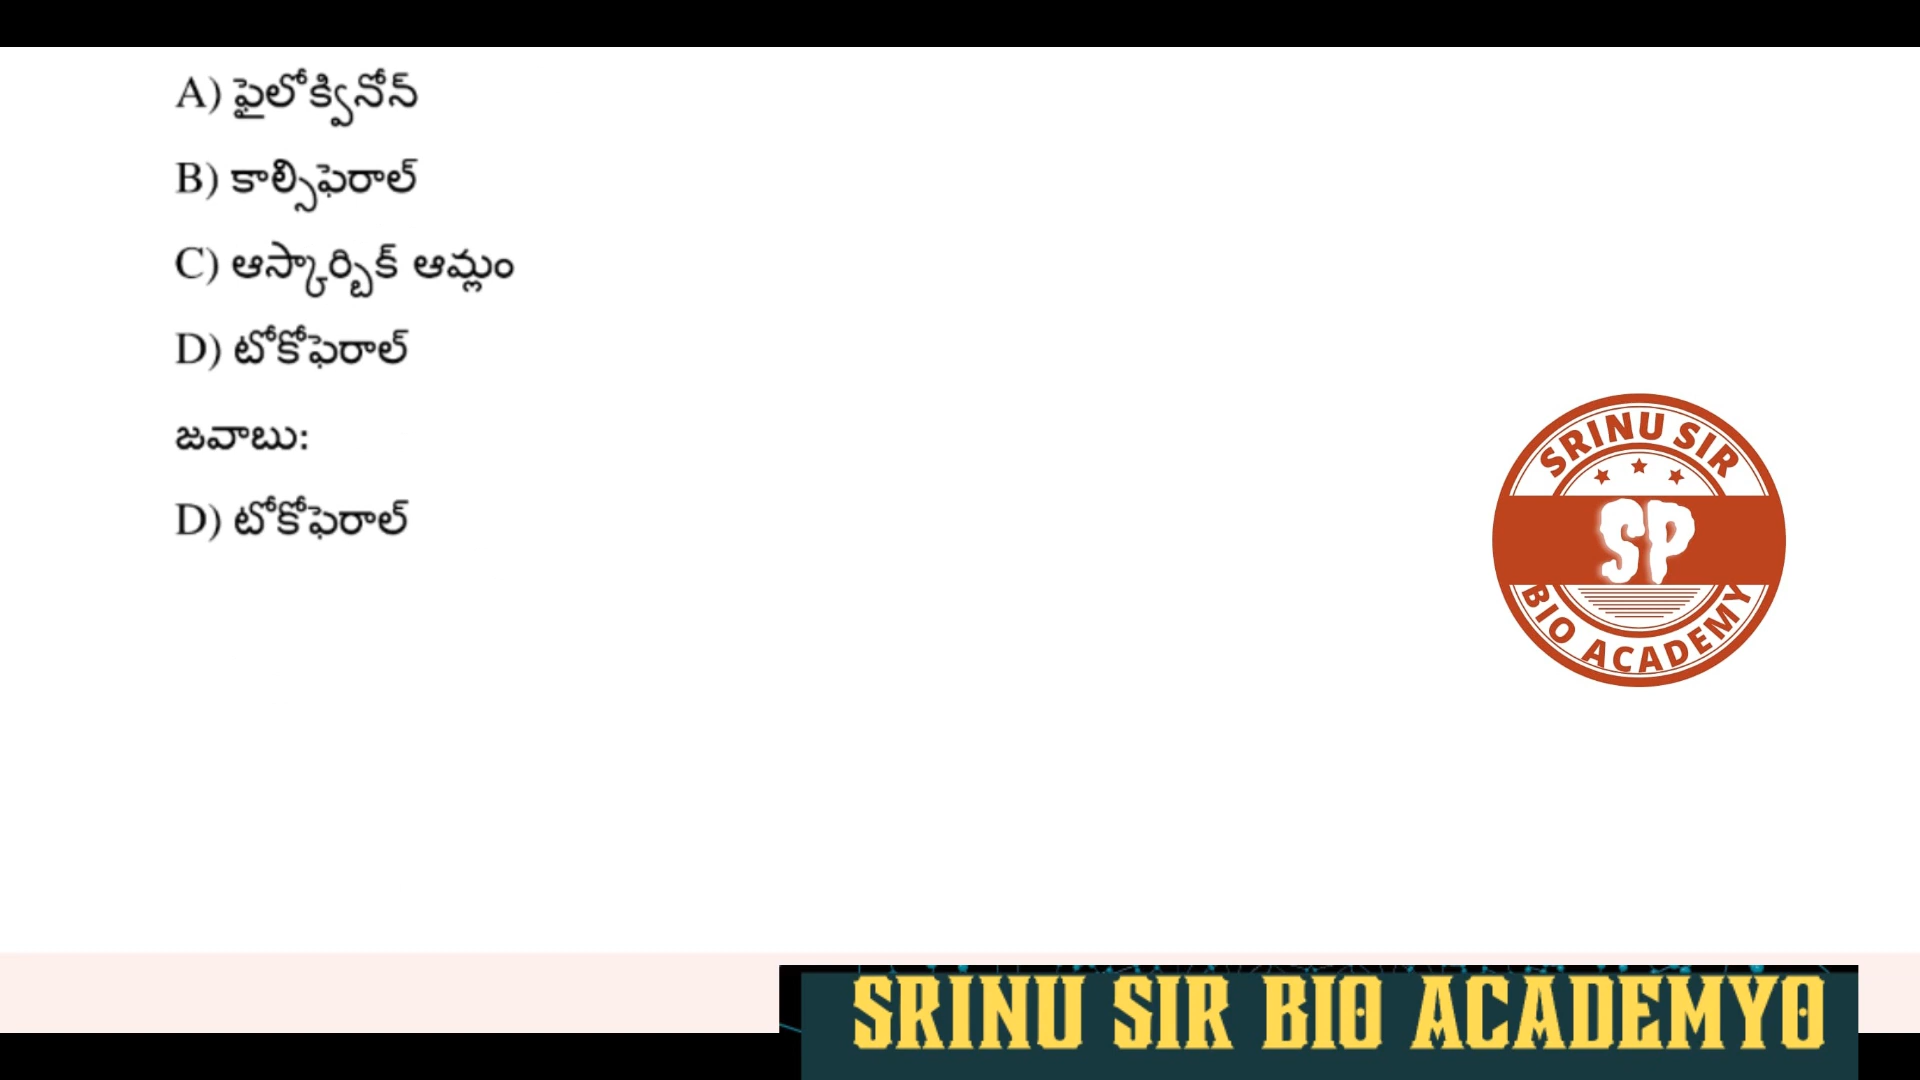 A) ఫైలోక్వినోన్
B) కాల్సిఫెరాల్
C) ఆస్కార్బిక్ ఆమ్లం
D) టోకోఫెరాల్
జవాబు:
D) టోకోఫెరాల్
SRINU SIR
SP
BIO ACADEMY
SRINU SIR BIO ACADEMYO